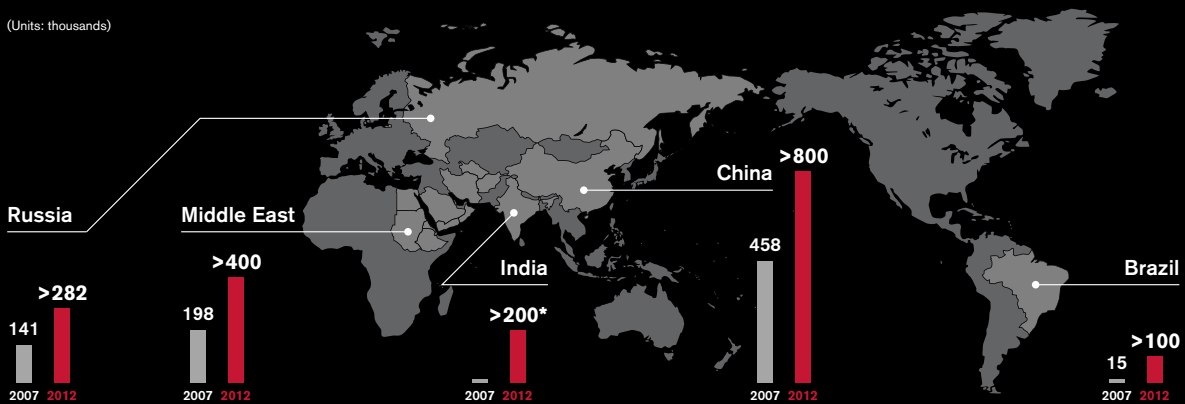 (Units: thousands)
Russia
141
>282
2007 2012
Middle East
198
>400
2007 2012
India
>200*
2007 2012
China
458
>800
2007 2012
Brazil
15
>100
2007 2012